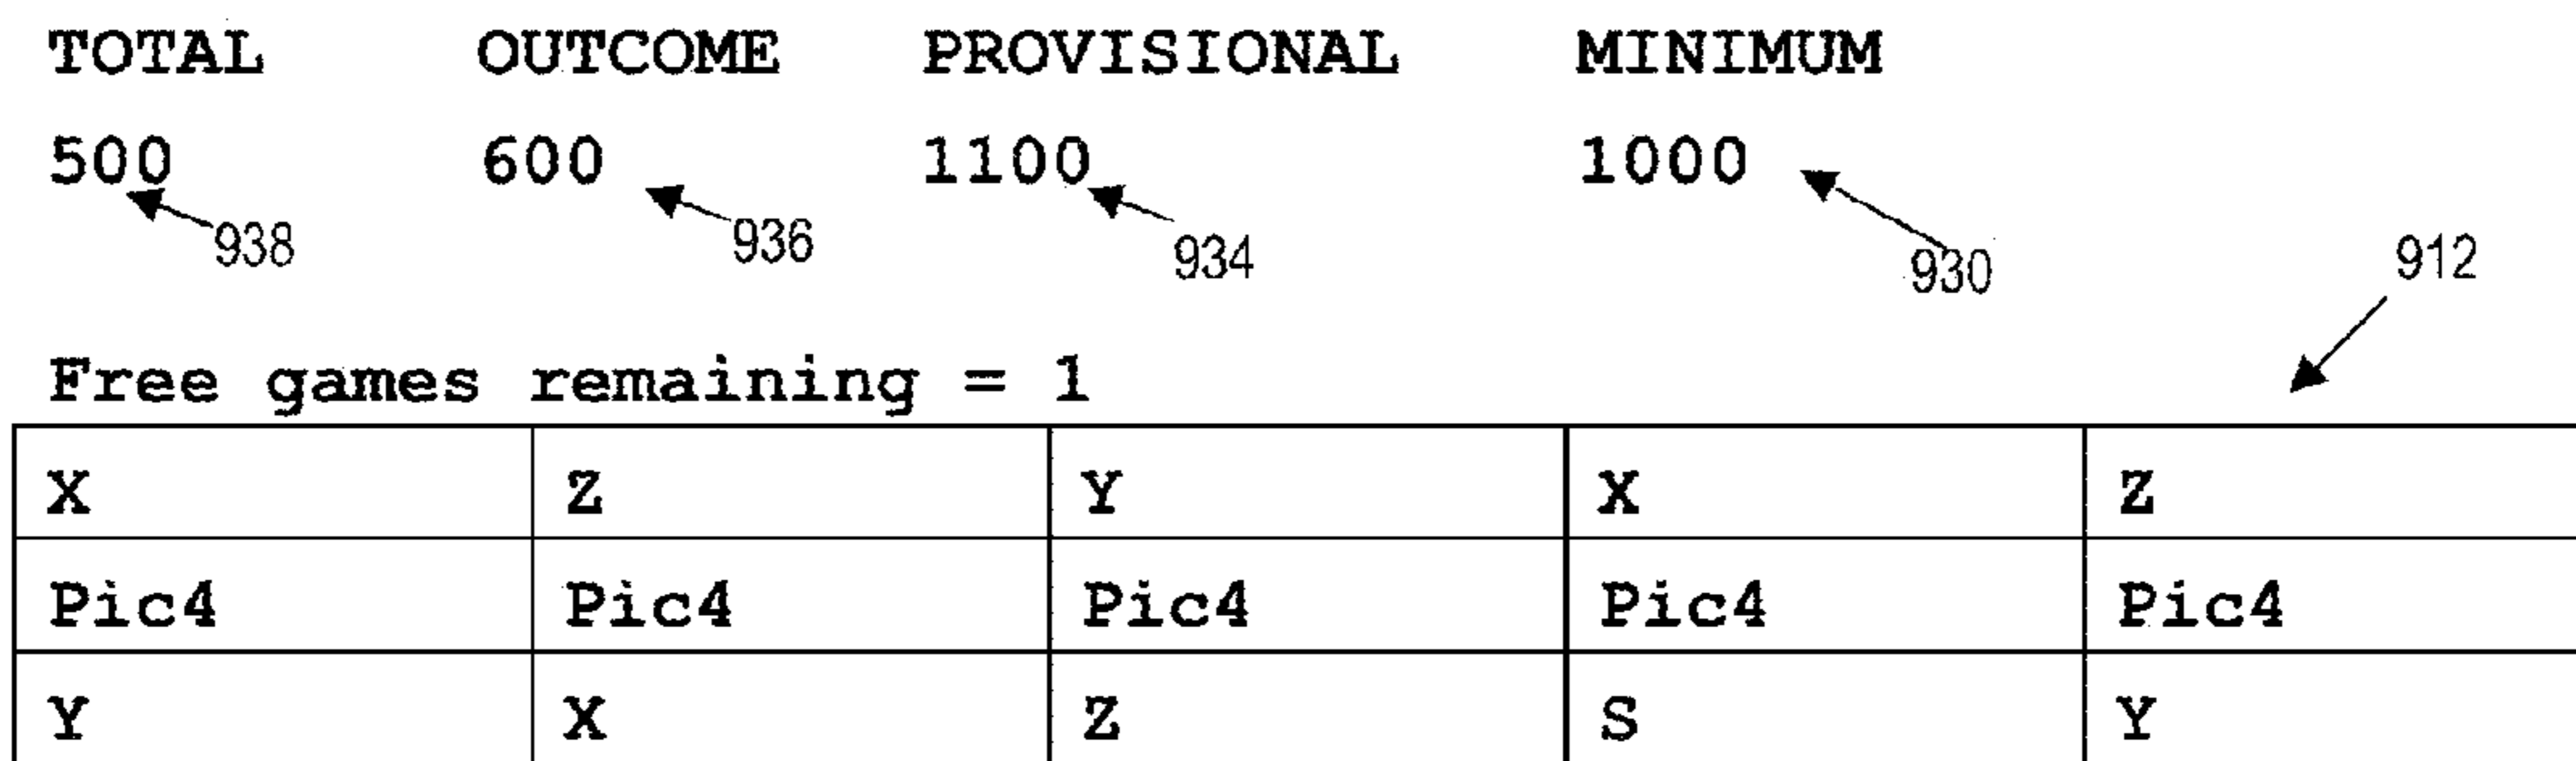 TOTAL OUTCOME PROVISIONAL MINIMUM
500 600 1100 1000
938 936 934 930 912
Free games remaining = 1
X Z Y X Z
Pic4 Pic4 Pic4 Pic4 Pic4
Y X Z S Y